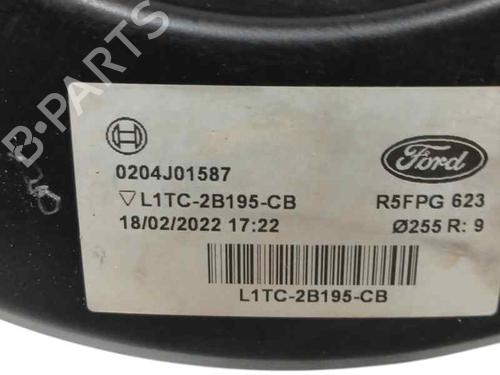 B-PARTS
Ford
0204J01587
▽L1TC-2B195-CB
R5FPG 623
18/02/2022 17:22
Ø255 R: 9
L1TC-2B195-CB